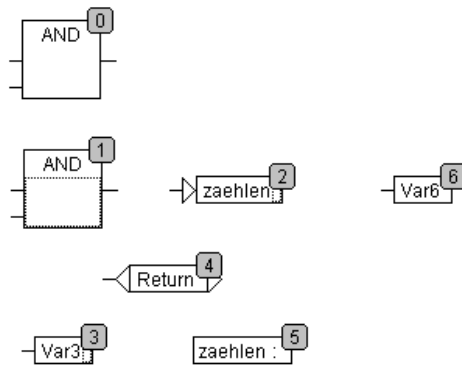 0
AND
1
AND
2
zaehlen
6
Var6
4
Return
3
Var3
5
zaehlen :